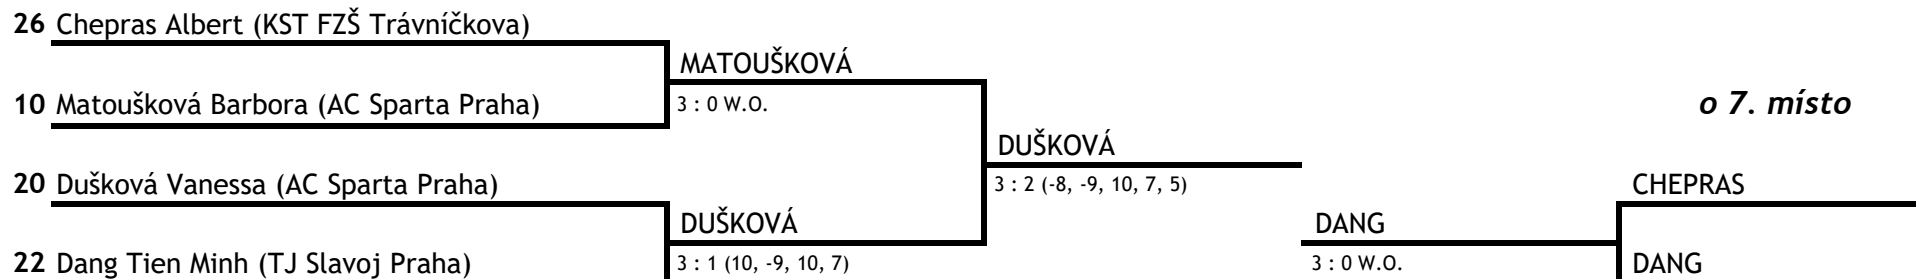 26 Chepras Albert (KST FZŠ Trávníčkova)
MATOUŠKOVÁ
10 Matoušková Barbora (AC Sparta Praha)
3 : 0 W.O.
o 7. místo
DUŠKOVÁ
20 Dušková Vanessa (AC Sparta Praha)
3 : 2 (-8, -9, 10, 7, 5)
CHEPRAS
DUŠKOVÁ
DANG
22 Dang Tien Minh (TJ Slavoj Praha)
3 : 1 (10, -9, 10, 7)
3 : 0 W.O.
DANG